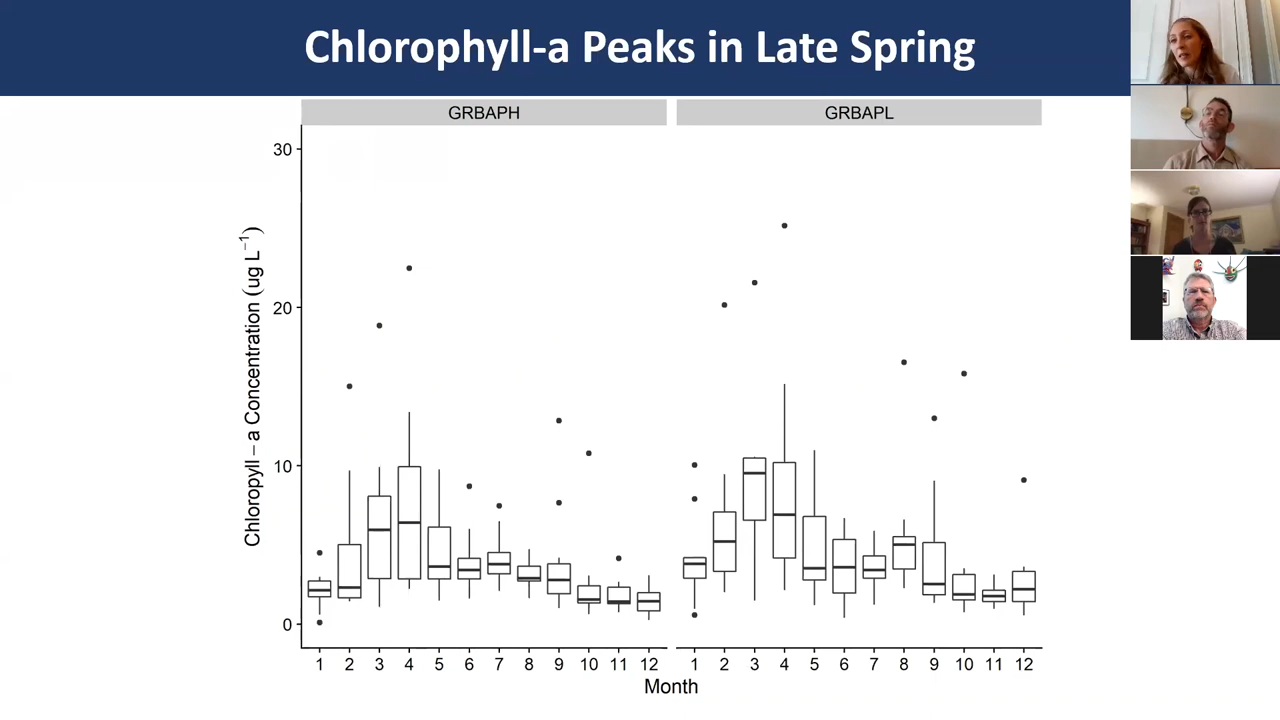 Chlorophyll-a Peaks in Late Spring
GRBAPH
GRBAPL
Chloropyll – a Concentration (ug L⁻¹)
30
20
10
0
1 2 3 4 5 6 7 8 9 10 11 12
1 2 3 4 5 6 7 8 9 10 11 12
Month